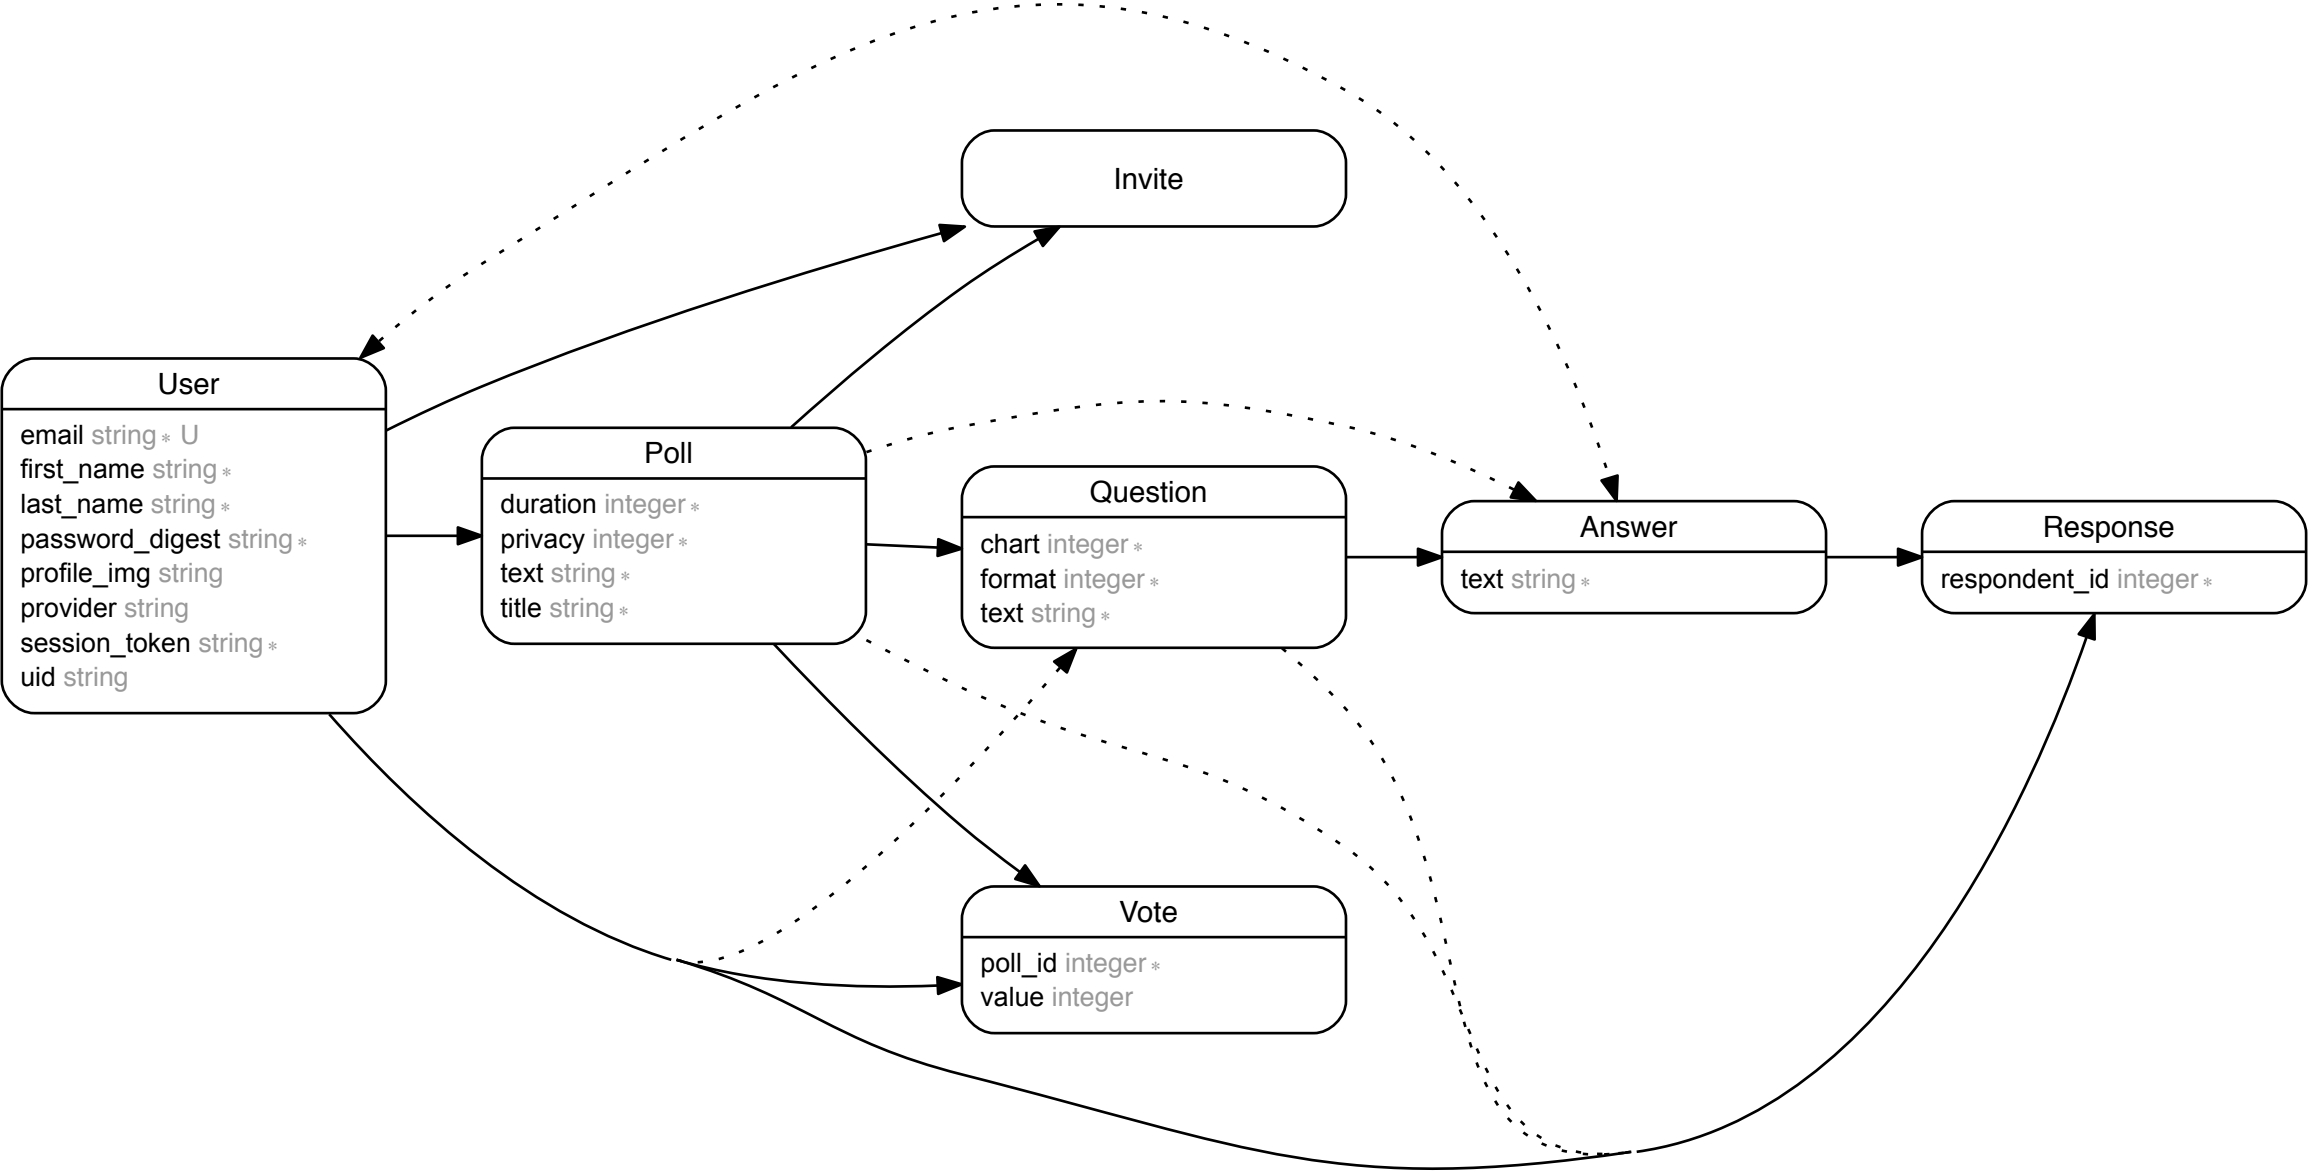 Invite
User
email string* U
first_name string*
last_name string*
password_digest string*
profile_img string
provider string
session_token string*
uid string
Poll
duration integer*
privacy integer*
text string*
title string*
Question
chart integer*
format integer*
text string*
Answer
text string*
Response
respondent_id integer*
Vote
poll_id integer*
value integer